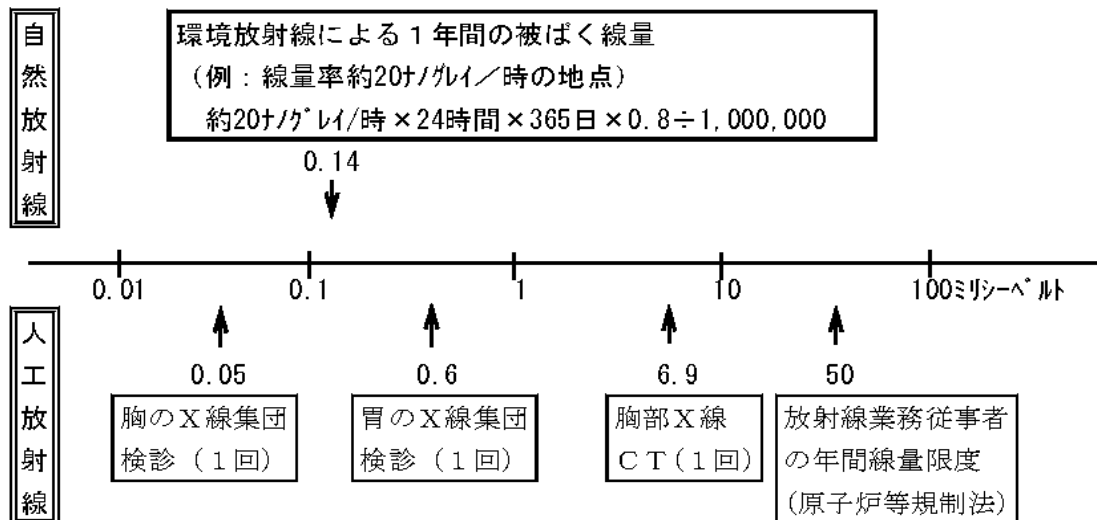 自然放射線
環境放射線による1年間の被ばく線量
(例：線量率約20ﾅﾉｸﾞﾚｲ／時の地点)
約20ﾅﾉｸﾞﾚｲ/時×24時間×365日×0.8÷1,000,000
0.14
0.01 0.1 1 10 100ﾐﾘｼｰﾍﾞﾙﾄ
人工放射線
0.05
胸のＸ線集団
検診（１回）
0.6
胃のＸ線集団
検診（１回）
6.9
胸部Ｘ線
ＣＴ(１回)
50
放射線業務従事者
の年間線量限度
(原子炉等規制法)